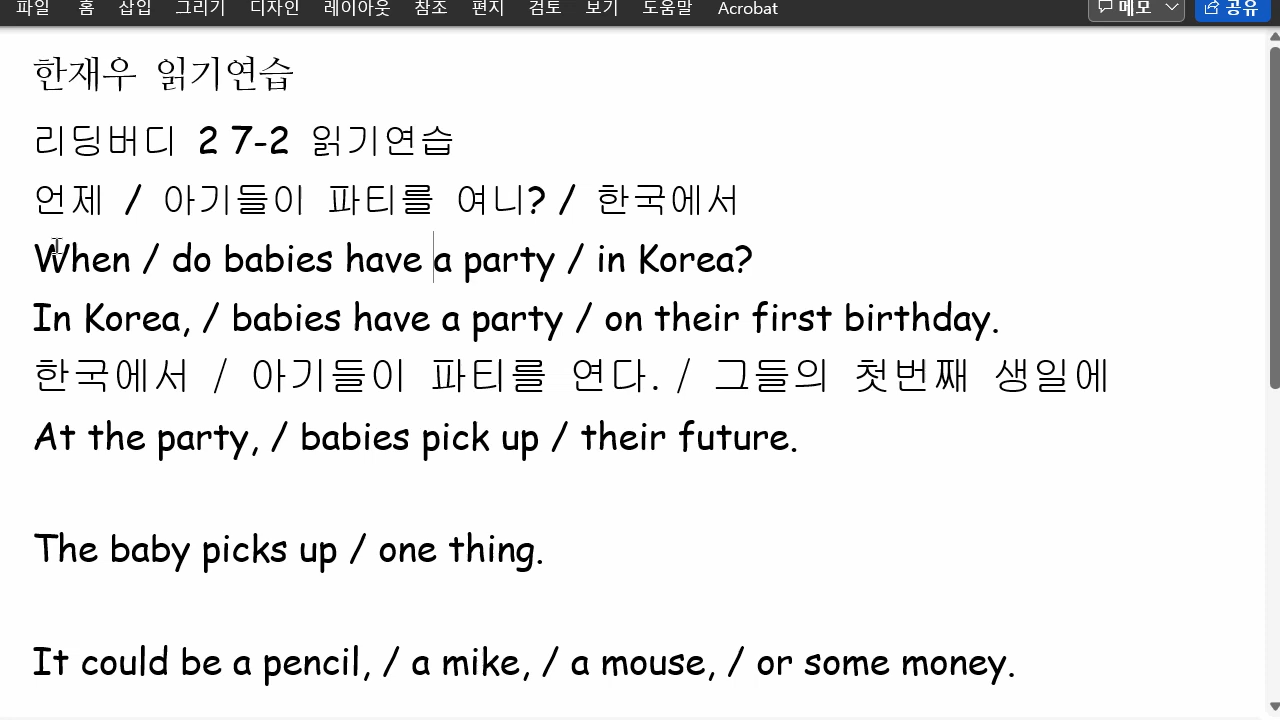 파일 홈 삽입 그리기 디자인 레이아웃 참조 편지 검토 보기 도움말 Acrobat 메모 공유
한재우 읽기연습
리딩버디 2 7-2 읽기연습
언제 / 아기들이 파티를 여니? / 한국에서
When / do babies have a party / in Korea?
In Korea, / babies have a party / on their first birthday.
한국에서 / 아기들이 파티를 연다. / 그들의 첫번째 생일에
At the party, / babies pick up / their future.
The baby picks up / one thing.
It could be a pencil, / a mike, / a mouse, / or some money.